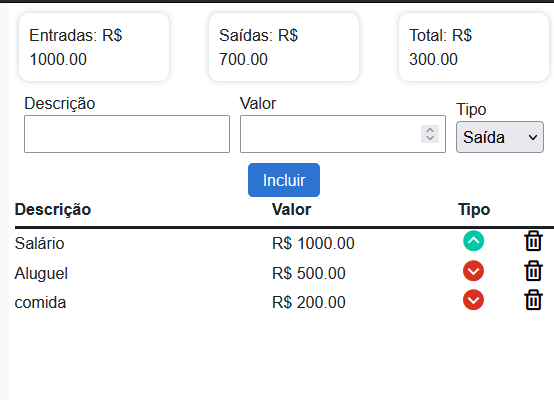 Entradas: R$
1000.00
Saídas: R$
700.00
Total: R$
300.00
Descrição
Valor
Tipo
Saída
Incluir
Descrição Valor Tipo
Salário R$ 1000.00
Aluguel R$ 500.00
comida R$ 200.00